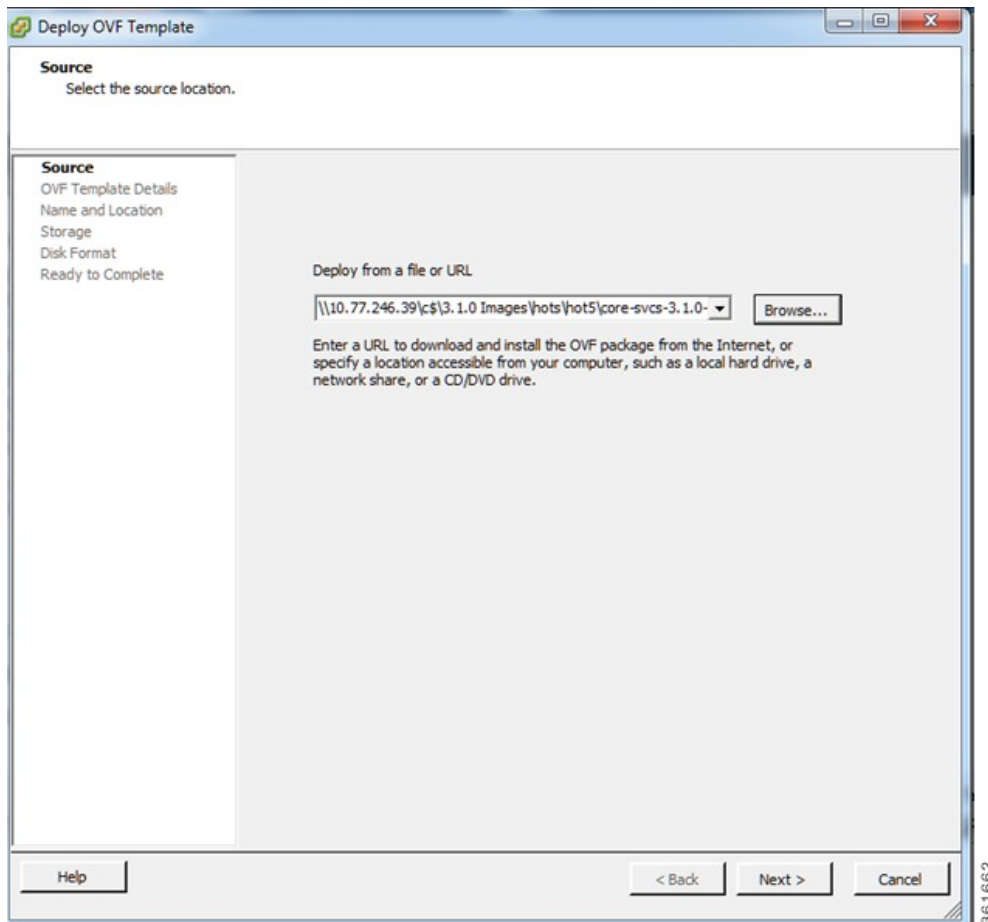 Deploy OVF Template
Source
Select the source location.
Source
OVF Template Details
Name and Location
Storage
Disk Format
Ready to Complete
Deploy from a file or URL
\\10.77.246.39\c$\3.1.0 Images\hots\hot5\core-svcs-3.1.0-
Browse...
Enter a URL to download and install the OVF package from the Internet, or
specify a location accessible from your computer, such as a local hard drive, a
network share, or a CD/DVD drive.
Help
< Back
Next >
Cancel
361662